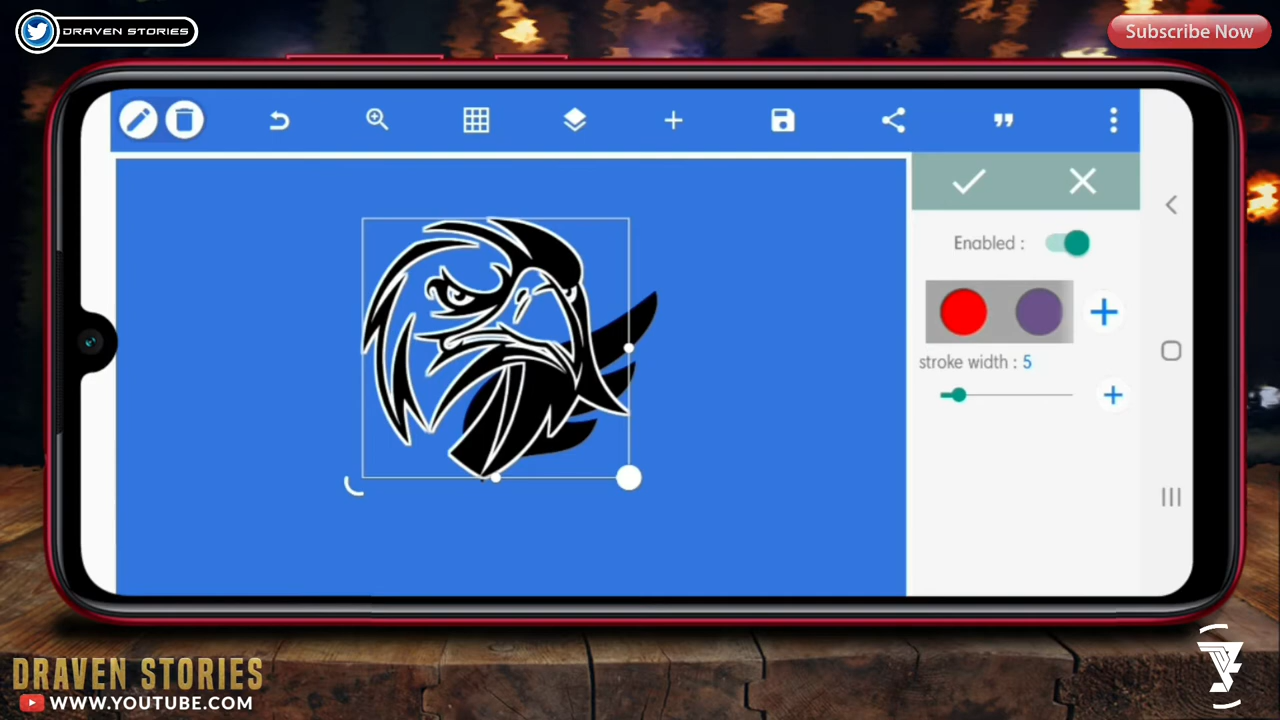 DRAVEN STORIES
Subscribe Now
Enabled :
stroke width : 5
DRAVEN STORIES
WWW.YOUTUBE.COM